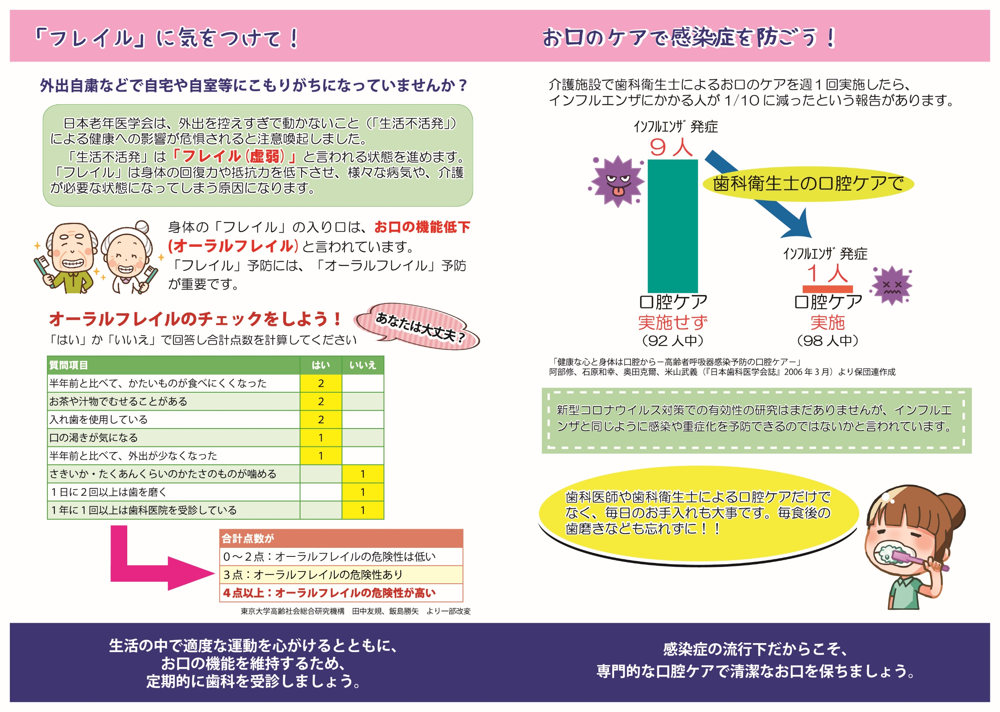 「フレイル」に気をつけて！
外出自粛などで自宅や自室等にこもりがちになっていませんか？
日本老年医学会は、外出を控えすぎて動かないこと（「生活不活発」）
による健康への影響が危惧されると注意喚起しました。
「生活不活発」は「フレイル(虚弱)」と言われる状態を進めます。
「フレイル」は身体の回復力や抵抗力を低下させ、様々な病気や、介護
が必要な状態になってしまう原因になります。
身体の「フレイル」の入り口は、お口の機能低下
(オーラルフレイル)と言われています。
「フレイル」予防には、「オーラルフレイル」予防
が重要です。
オーラルフレイルのチェックをしよう！
あなたは大丈夫？
「はい」か「いいえ」で回答し合計点数を計算してください
質問項目 はい いいえ
半年前と比べて、かたいものが食べにくくなった 2
お茶や汁物でむせることがある 2
入れ歯を使用している 2
口の渇きが気になる 1
半年前と比べて、外出が少なくなった 1
さきいか・たくあんくらいのかたさのものが噛める 1
１日に２回以上は歯を磨く 1
１年に１回以上は歯科医院を受診している 1
合計点数が
０〜２点：オーラルフレイルの危険性は低い
３点：オーラルフレイルの危険性あり
４点以上：オーラルフレイルの危険性が高い
東京大学高齢社会総合研究機構　田中友規、飯島勝矢　より一部改変
生活の中で適度な運動を心がけるとともに、
お口の機能を維持するため、
定期的に歯科を受診しましょう。
お口のケアで感染症を防ごう！
介護施設で歯科衛生士によるお口のケアを週１回実施したら、
インフルエンザにかかる人が 1/10 に減ったという報告があります。
ｲﾝﾌﾙｴﾝｻﾞ発症
９人
歯科衛生士の口腔ケアで
ｲﾝﾌﾙｴﾝｻﾞ発症
１人
口腔ケア 口腔ケア
実施せず 実施
（92 人中） （98 人中）
「健康な心と身体は口腔から－高齢者呼吸器感染予防の口腔ケア－」
阿部修、石原和幸、奥田克爾、米山武義（『日本歯科医学会誌』2006 年 3 月）より保団連作成
新型コロナウイルス対策での有効性の研究はまだありませんが、インフルエ
ンザと同じように感染や重症化を予防できるのではないかと言われています。
歯科医師や歯科衛生士による口腔ケアだけで
なく、毎日のお手入れも大事です。毎食後の
歯磨きなども忘れずに！！
感染症の流行下だからこそ、
専門的な口腔ケアで清潔なお口を保ちましょう。